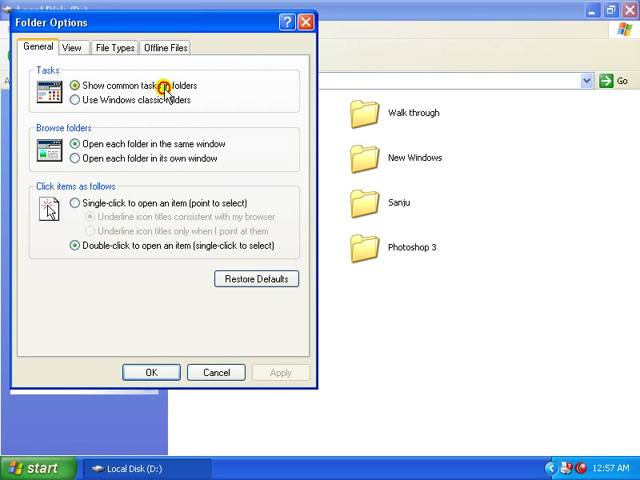 Local Disk (D:)
Folder Options
General
View
File Types
Offline Files
Tasks
Show common tasks in folders
Use Windows classic folders
Browse folders
Open each folder in the same window
Open each folder in its own window
Click items as follows
Single-click to open an item (point to select)
Underline icon titles consistent with my browser
Underline icon titles only when I point at them
Double-click to open an item (single-click to select)
Restore Defaults
OK
Cancel
Apply
Go
Walk through
New Windows
Sanju
Photoshop 3
start
Local Disk (D:)
12:57 AM